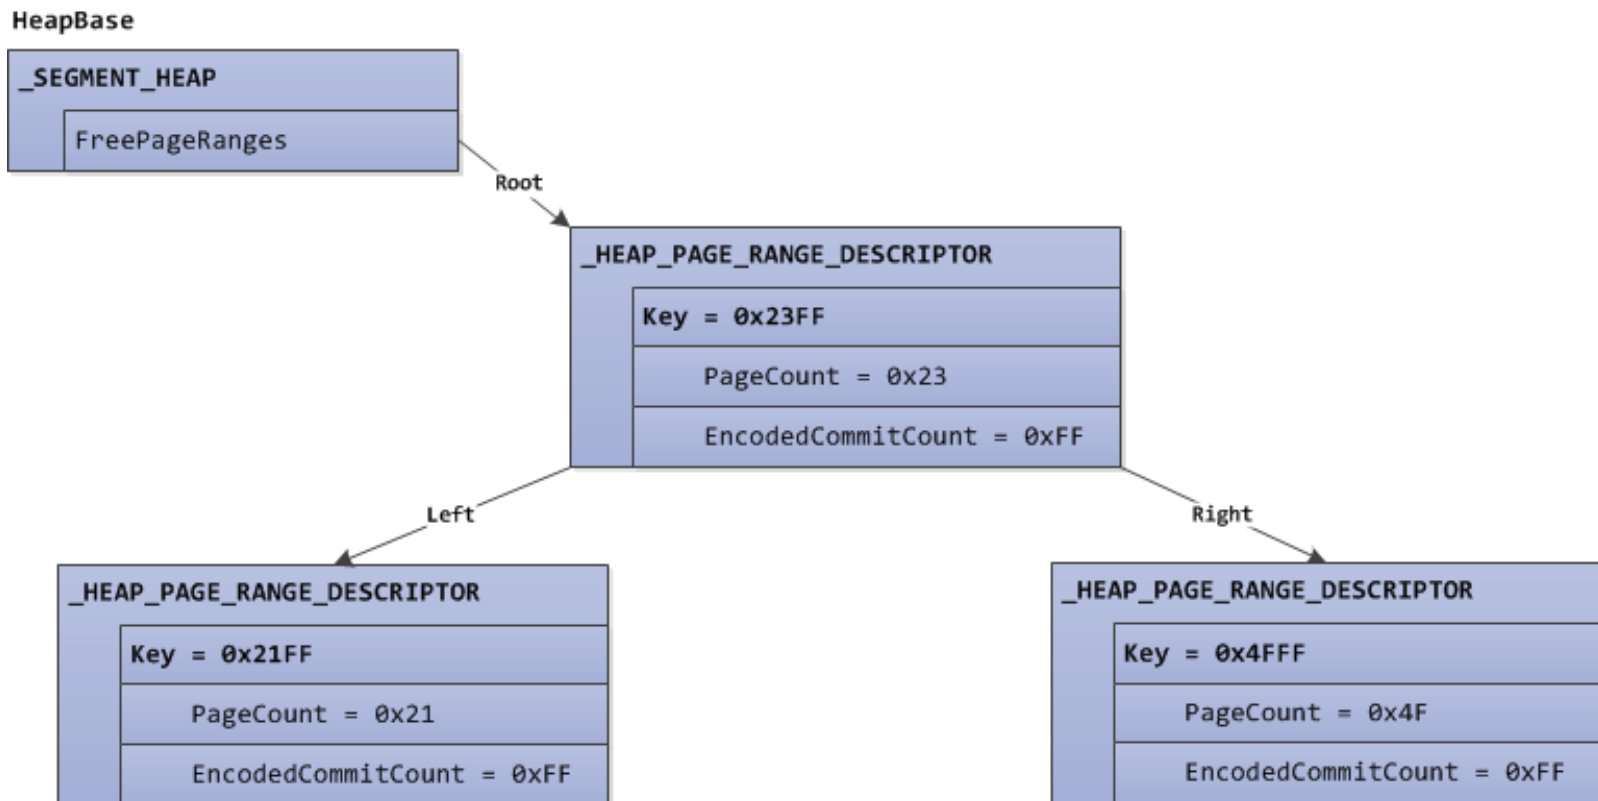 HeapBase
_SEGMENT_HEAP
FreePageRanges
Root
_HEAP_PAGE_RANGE_DESCRIPTOR
Key = 0x23FF
PageCount = 0x23
EncodedCommitCount = 0xFF
Left
Right
_HEAP_PAGE_RANGE_DESCRIPTOR
Key = 0x21FF
PageCount = 0x21
EncodedCommitCount = 0xFF
_HEAP_PAGE_RANGE_DESCRIPTOR
Key = 0x4FFF
PageCount = 0x4F
EncodedCommitCount = 0xFF